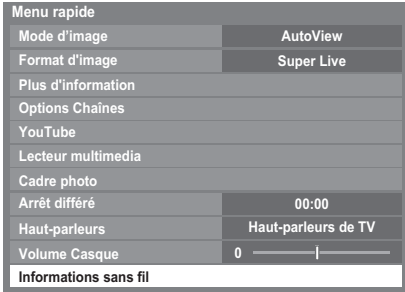 Menu rapide
Mode d'image AutoView
Format d'image Super Live
Plus d'information
Options Chaînes
YouTube
Lecteur multimedia
Cadre photo
Arrêt différé 00:00
Haut-parleurs Haut-parleurs de TV
Volume Casque 0
Informations sans fil